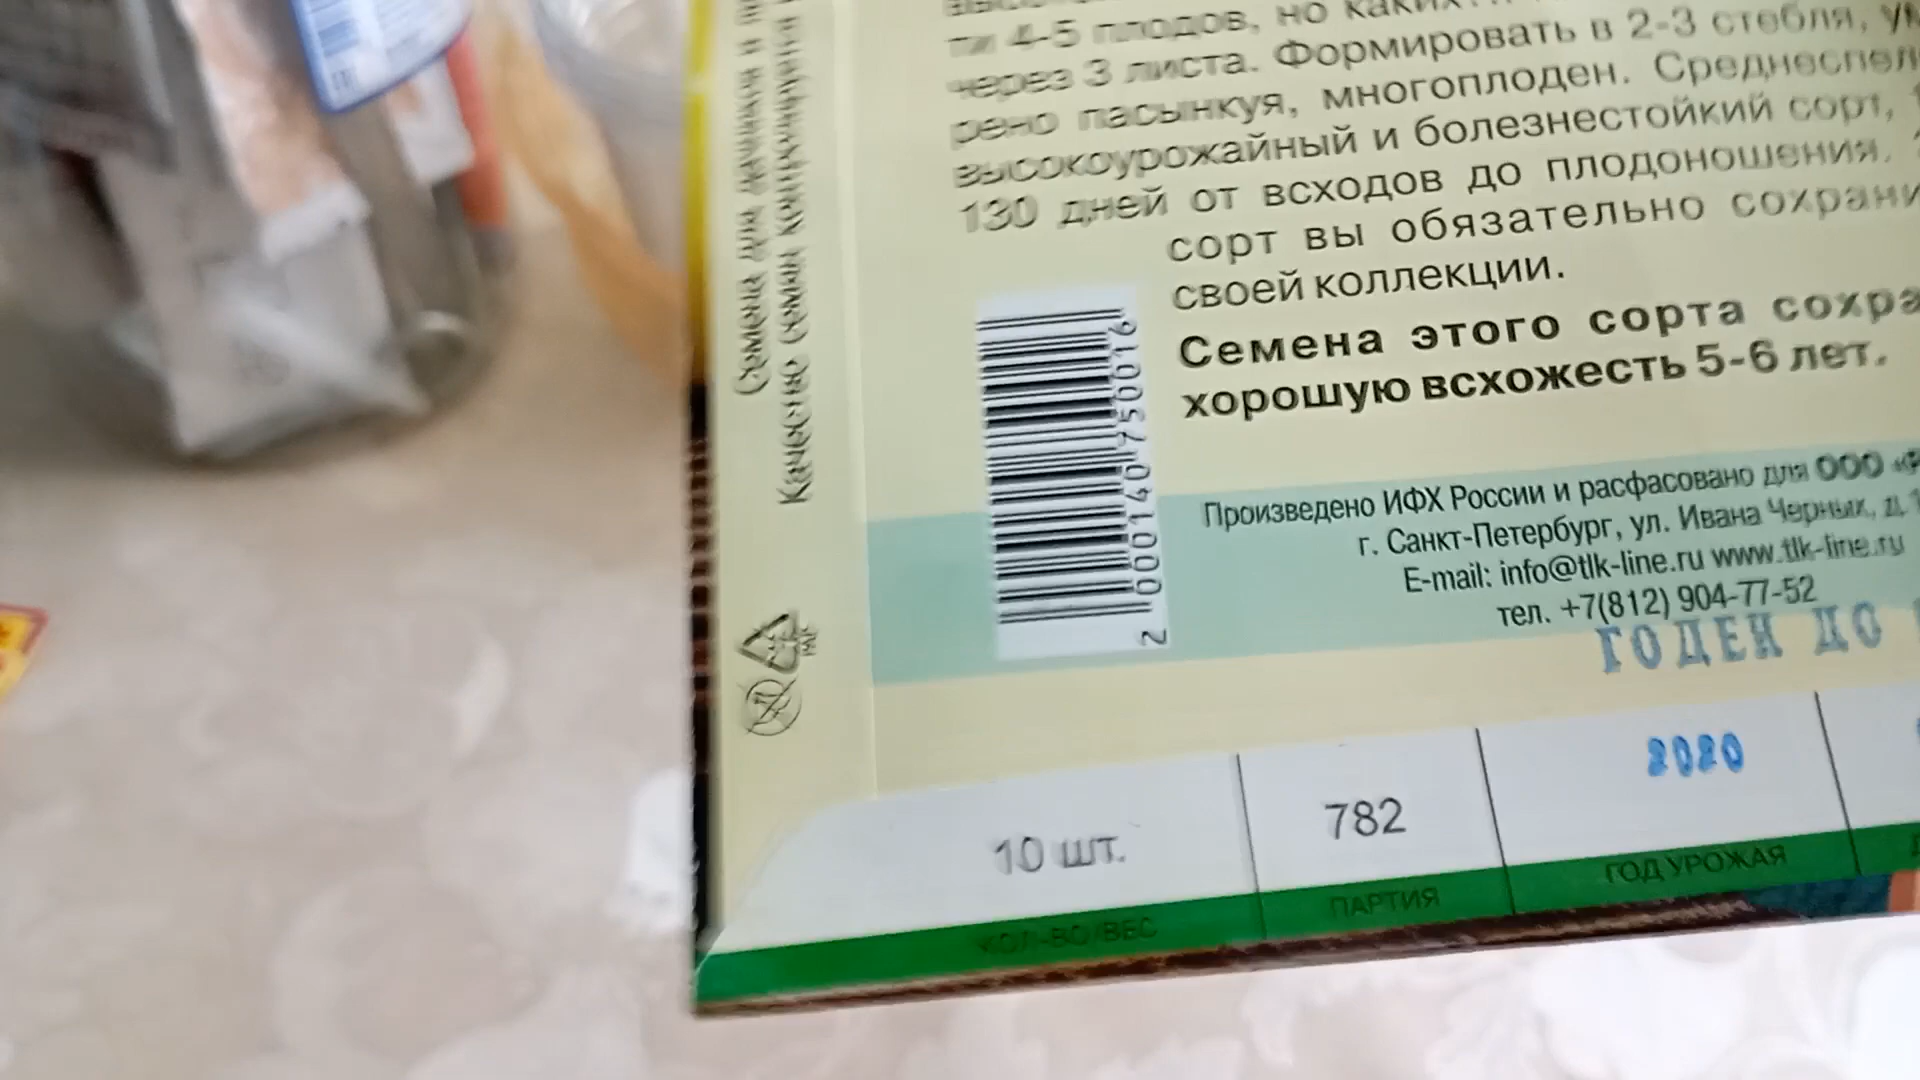 ти 4-5 плодов, но каких
через 3 листа. Формировать в 2-3 стебля, ум
рено пасынкуя, многоплоден. Среднеспел
высокоурожайный и болезнестойкий сорт,
130 дней от всходов до плодоношения.
сорт вы обязательно сохрани
своей коллекции.
Семена этого сорта сохра
хорошую всхожесть 5-6 лет.
Произведено ИФХ России и расфасовано для ООО
г. Санкт-Петербург, ул. Ивана Черных, д.
E-mail: info@tlk-line.ru www.tlk-line.ru
тел. +7(812) 904-77-52
ГОДЕН ДО
2 000140 750016
Семена для дачника и
Качество семян контролируем
10 шт.
782
2020
КОЛ-ВО/ВЕС
ПАРТИЯ
ГОД УРОЖАЯ